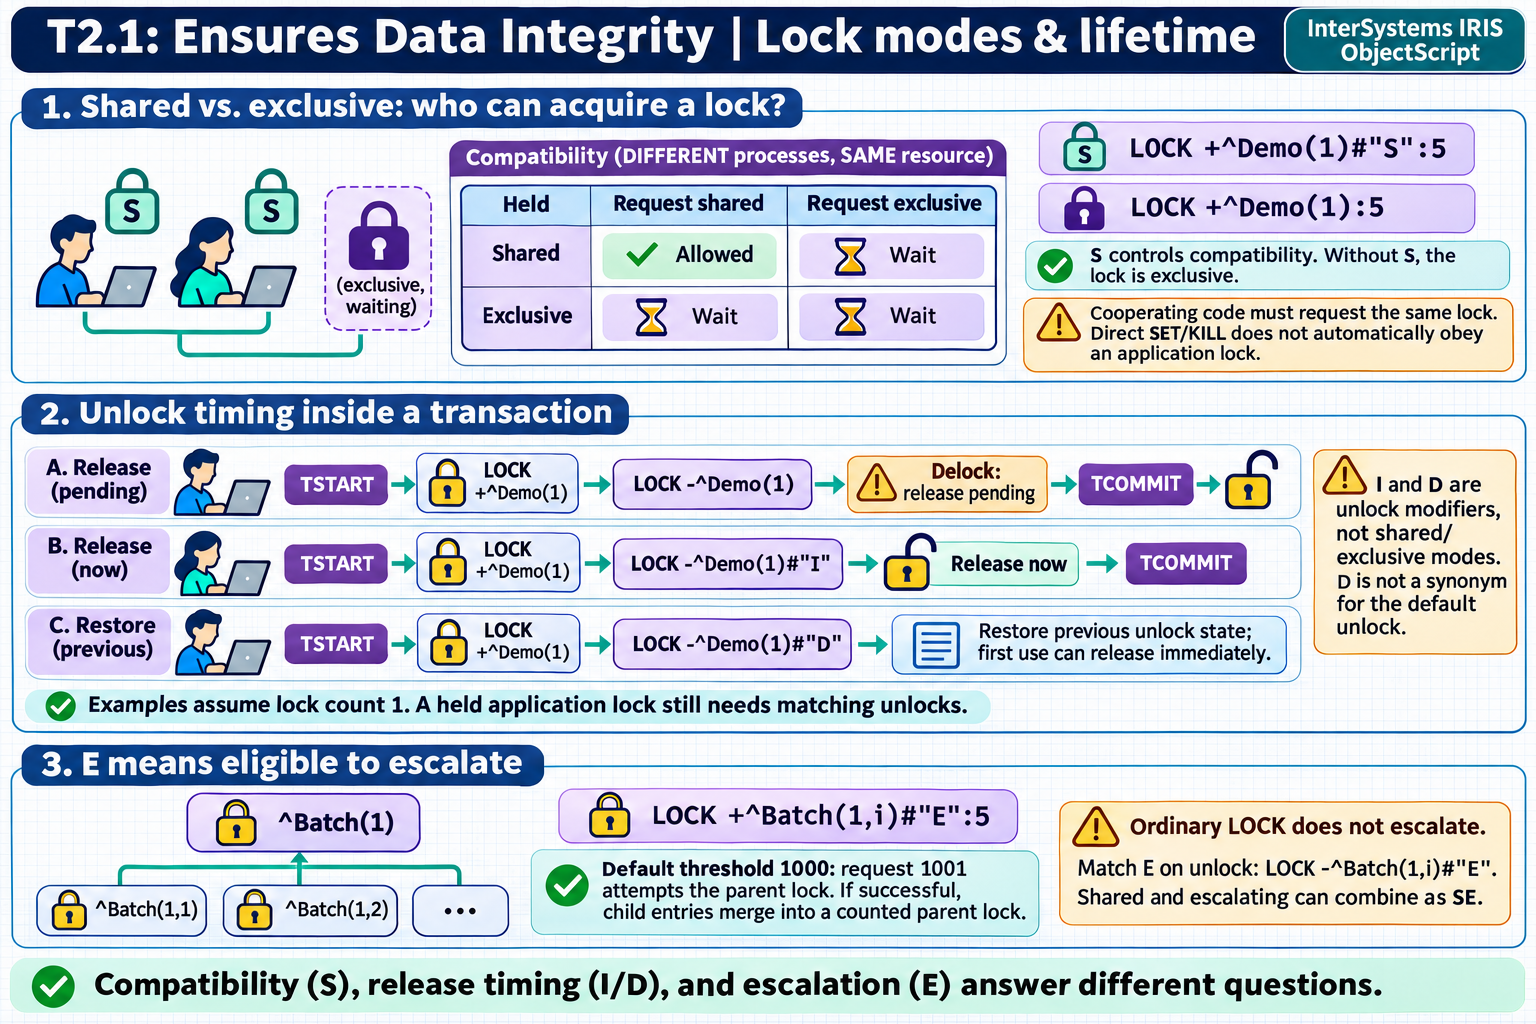 T2.1: Ensures Data Integrity | Lock modes & lifetime
InterSystems IRIS
ObjectScript
1. Shared vs. exclusive: who can acquire a lock?
S
S
(exclusive,
waiting)
Compatibility (DIFFERENT processes, SAME resource)
Held
Request shared
Request exclusive
Shared
Allowed
Wait
Exclusive
Wait
Wait
S
LOCK +^Demo(1)#"S":5
LOCK +^Demo(1):5
S controls compatibility. Without S, the
lock is exclusive.
Cooperating code must request the same lock.
Direct SET/KILL does not automatically obey
an application lock.
2. Unlock timing inside a transaction
A. Release
(pending)
TSTART
LOCK
+^Demo(1)
LOCK -^Demo(1)
Delock:
release pending
TCOMMIT
B. Release
(now)
TSTART
LOCK
+^Demo(1)
LOCK -^Demo(1)#"I"
Release now
TCOMMIT
C. Restore
(previous)
TSTART
LOCK
+^Demo(1)
LOCK -^Demo(1)#"D"
Restore previous unlock state;
first use can release immediately.
I and D are
unlock modifiers,
not shared/
exclusive modes.
D is not a synonym
for the default
unlock.
Examples assume lock count 1. A held application lock still needs matching unlocks.
3. E means eligible to escalate
^Batch(1)
^Batch(1,1)
^Batch(1,2)
...
LOCK +^Batch(1,i)#"E":5
Default threshold 1000: request 1001
attempts the parent lock. If successful,
child entries merge into a counted parent lock.
Ordinary LOCK does not escalate.
Match E on unlock: LOCK -^Batch(1,i)#"E".
Shared and escalating can combine as SE.
Compatibility (S), release timing (I/D), and escalation (E) answer different questions.